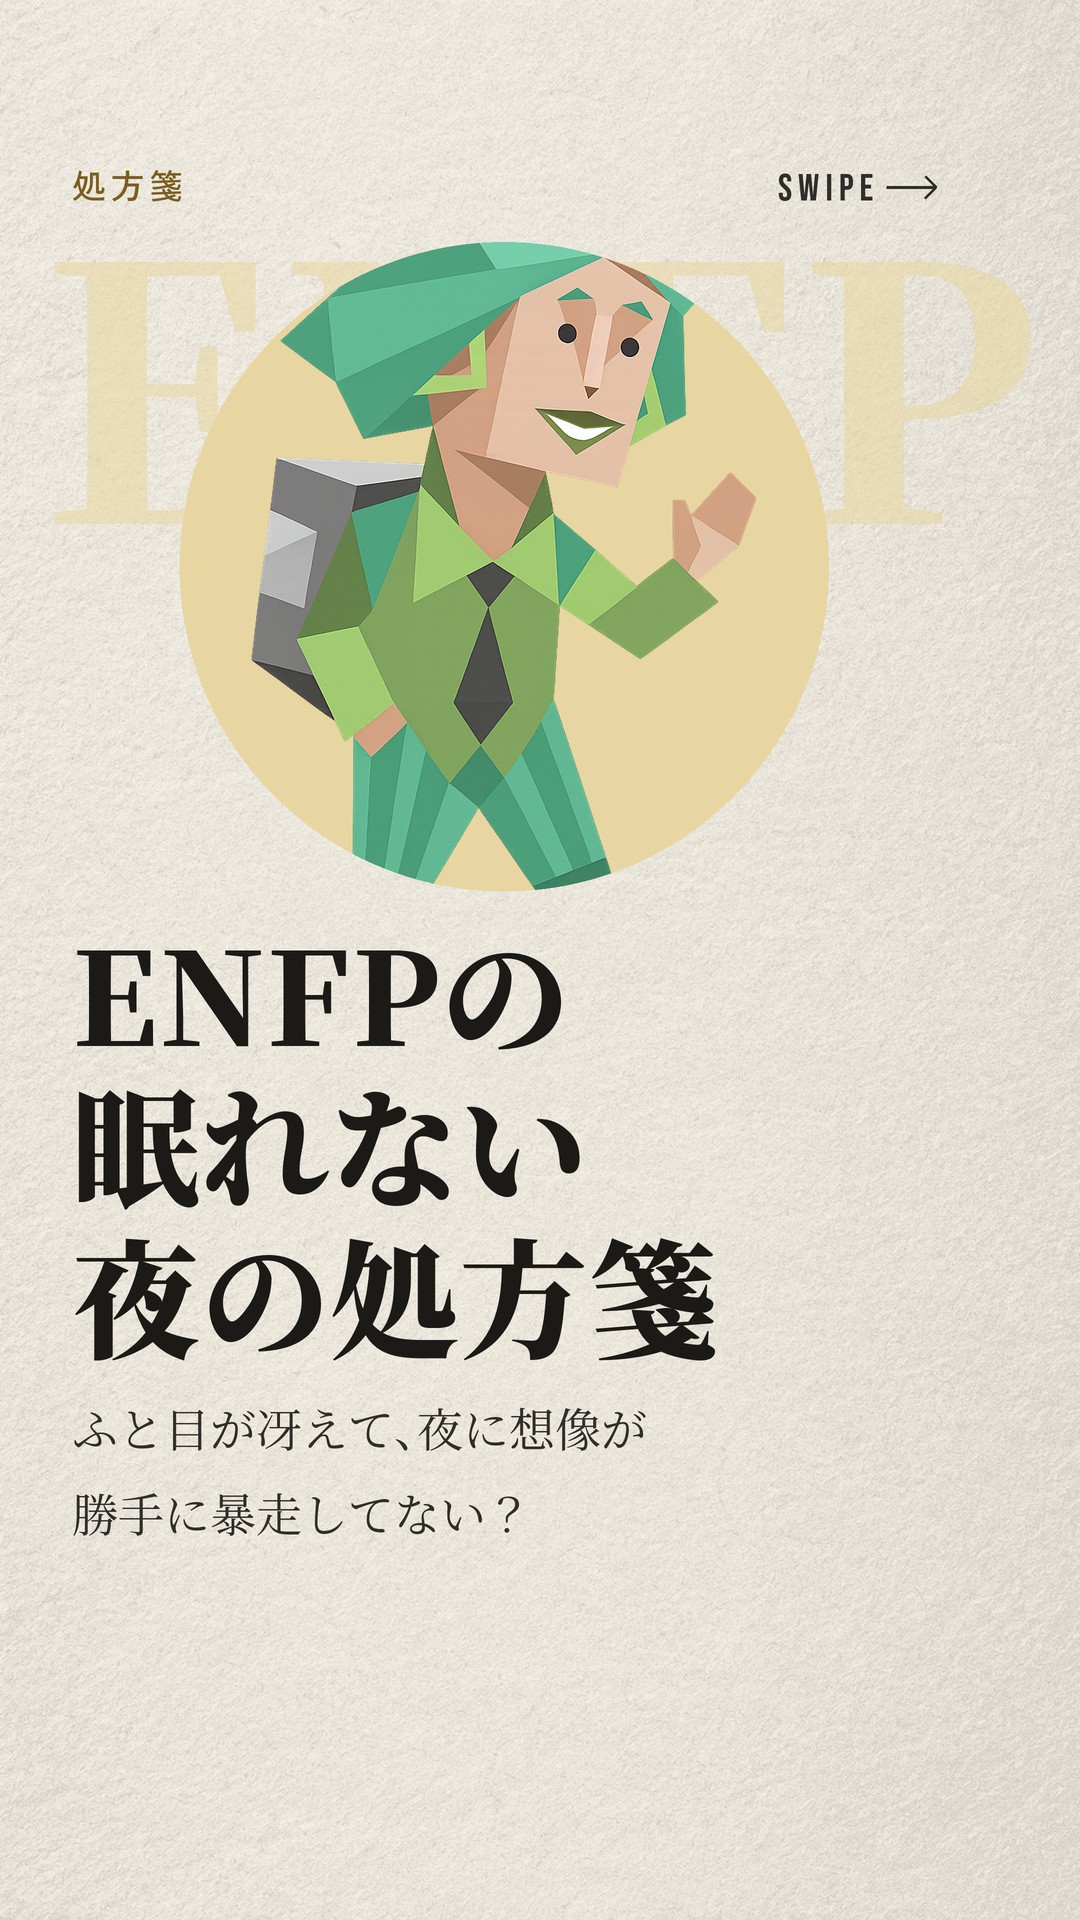 処方箋
SWIPE →
ENFP
ENFPの
眠れない
夜の処方箋
ふと目が冴えて、夜に想像が
勝手に暴走してない？